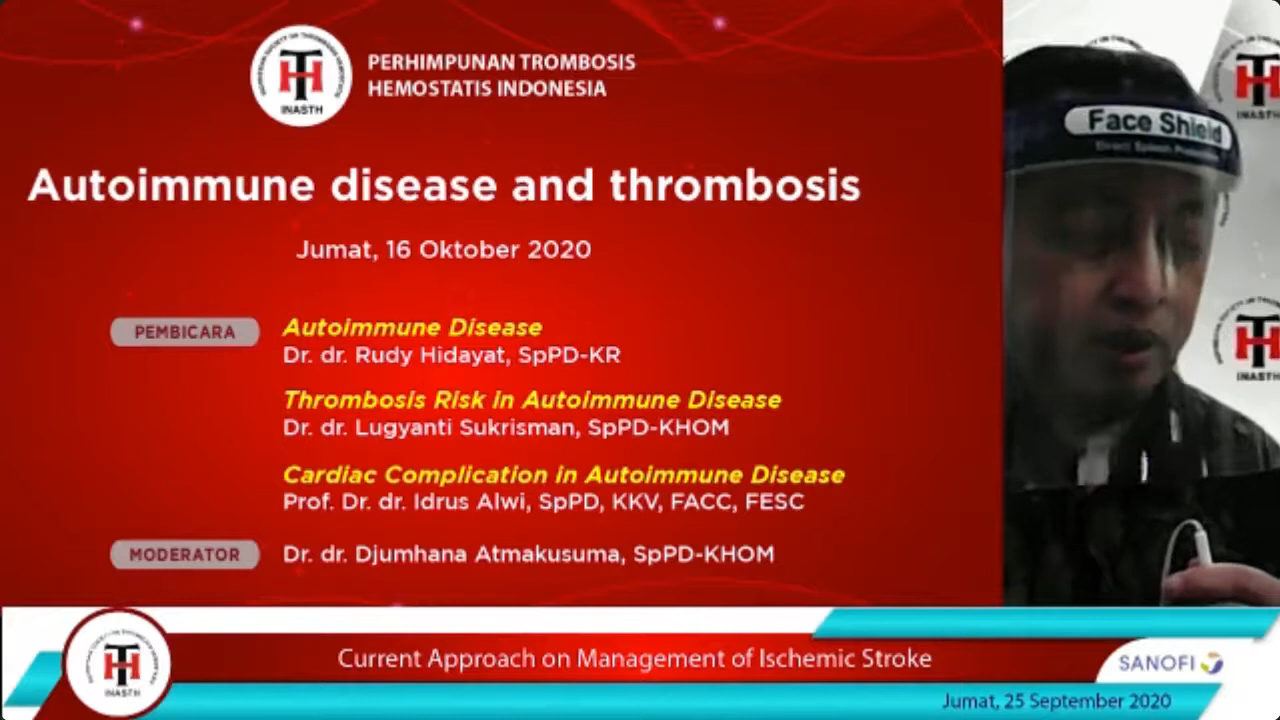 INASTH
PERHIMPUNAN TROMBOSIS
HEMOSTATIS INDONESIA
Autoimmune disease and thrombosis
Jumat, 16 Oktober 2020
PEMBICARA
Autoimmune Disease
Dr. dr. Rudy Hidayat, SpPD-KR
Thrombosis Risk in Autoimmune Disease
Dr. dr. Lugyanti Sukrisman, SpPD-KHOM
Cardiac Complication in Autoimmune Disease
Prof. Dr. dr. Idrus Alwi, SpPD, KKV, FACC, FESC
MODERATOR
Dr. dr. Djumhana Atmakusuma, SpPD-KHOM
Face Shield
INASTH
INASTH
INASTH
Current Approach on Management of Ischemic Stroke
SANOFI
Jumat, 25 September 2020